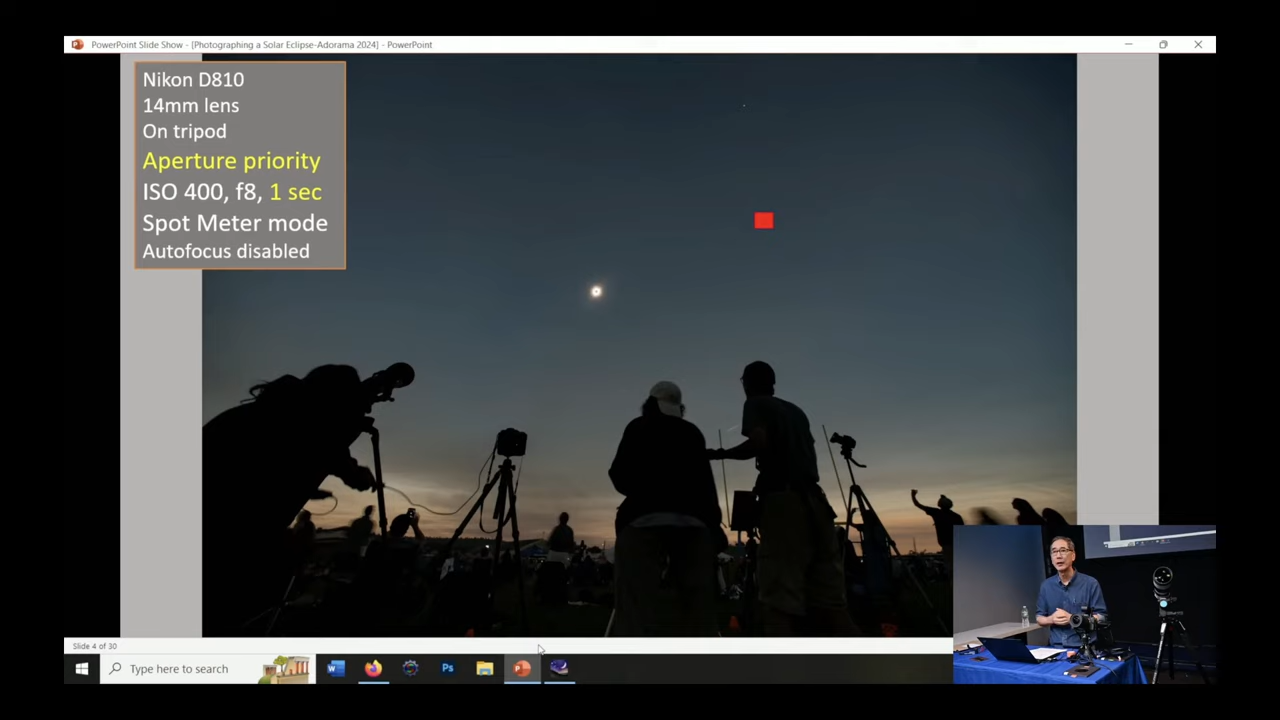 PowerPoint Slide Show - [Photographing a Solar Eclipse-Adorama 2024] - PowerPoint
Nikon D810
14mm lens
On tripod
Aperture priority
ISO 400, f8, 1 sec
Spot Meter mode
Autofocus disabled
Slide 4 of 30
Type here to search
W
Ps
P